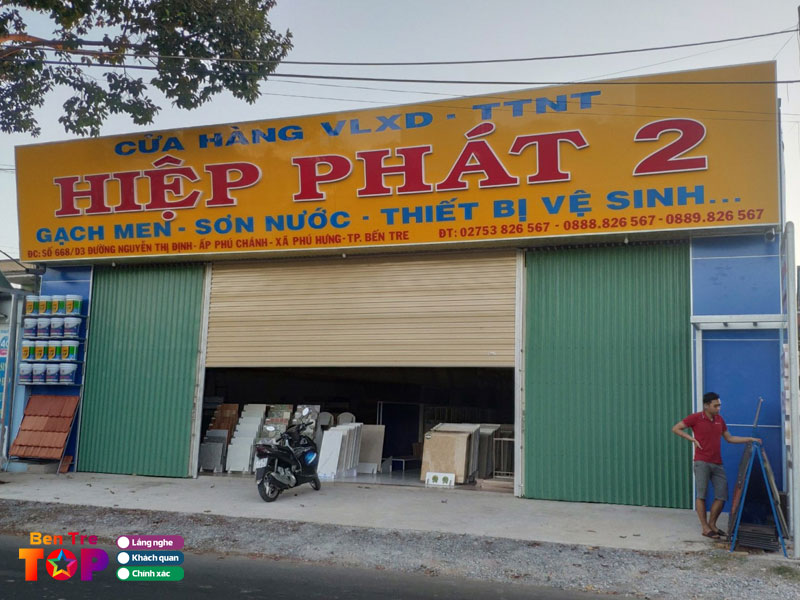 CỬA HÀNG VLXD - TTNT
HIỆP PHÁT 2
GẠCH MEN - SƠN NƯỚC - THIẾT BỊ VỆ SINH...
ĐC: SỐ 668/D3 ĐƯỜNG NGUYỄN THỊ ĐỊNH - ẤP PHÚ CHÁNH - XÃ PHÚ HƯNG - TP. BẾN TRE ĐT: 02753 826 567 - 0888.826 567 - 0889.826 567
Ben Tre
TOP
Lắng nghe
Khách quan
Chính xác